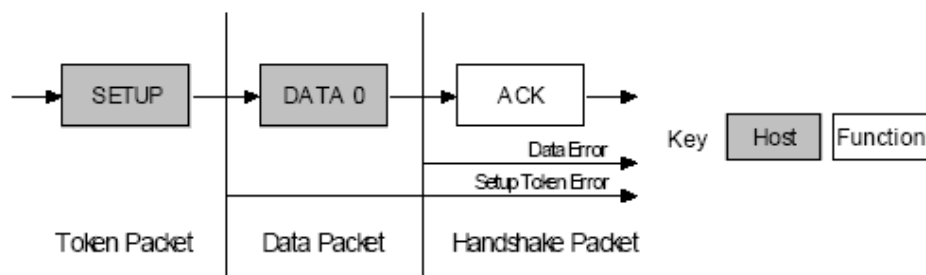 SETUP
DATA 0
ACK
Key
Host
Function
Data Error
Setup Token Error
Token Packet
Data Packet
Handshake Packet